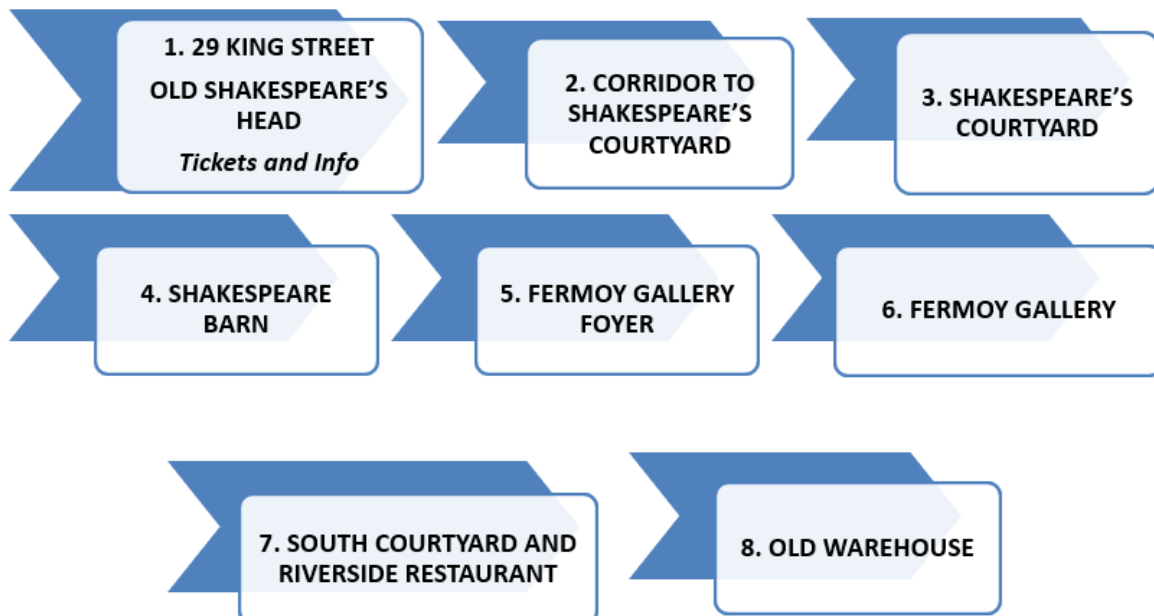 1. 29 KING STREET
OLD SHAKESPEARE’S
HEAD
Tickets and Info
2. CORRIDOR TO
SHAKESPEARE’S
COURTYARD
3. SHAKESPEARE’S
COURTYARD
4. SHAKESPEARE
BARN
5. FERMOY GALLERY
FOYER
6. FERMOY GALLERY
7. SOUTH COURTYARD AND
RIVERSIDE RESTAURANT
8. OLD WAREHOUSE